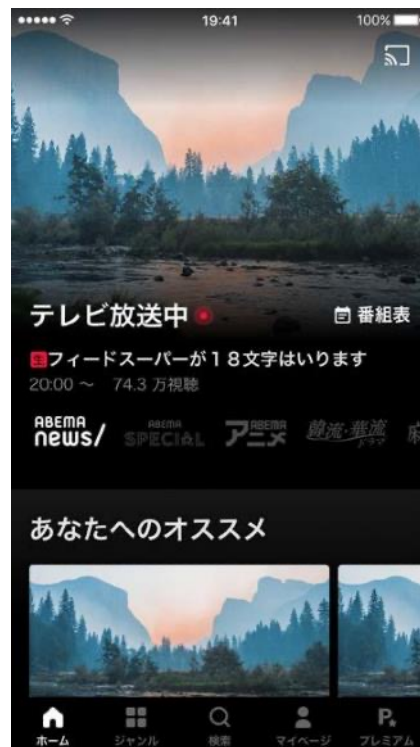 19:41
100%
テレビ放送中
番組表
生フィードスーパーが18文字はいります
20:00 ～ 74.3 万視聴
ABEMA news/
ABEMA SPECIAL
ABEMA アニメ
韓流・華流 ドラマ
麻
あなたへのオススメ
ホーム
ジャンル
検索
マイページ
プレミアム